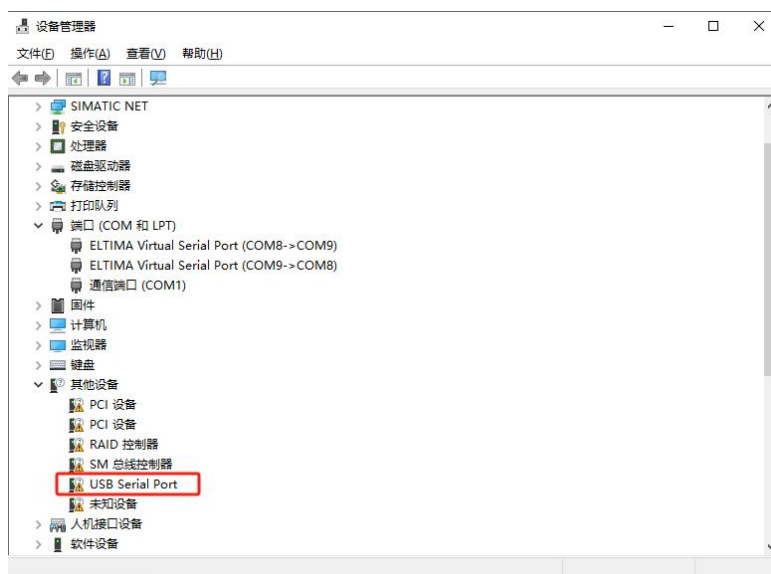 设备管理器
文件(F) 操作(A) 查看(V) 帮助(H)
SIMATIC NET
安全设备
处理器
磁盘驱动器
存储控制器
打印队列
端口 (COM 和 LPT)
ELTIMA Virtual Serial Port (COM8->COM9)
ELTIMA Virtual Serial Port (COM9->COM8)
通信端口 (COM1)
固件
计算机
监视器
键盘
其他设备
PCI 设备
PCI 设备
RAID 控制器
SM 总线控制器
USB Serial Port
未知设备
人机接口设备
软件设备